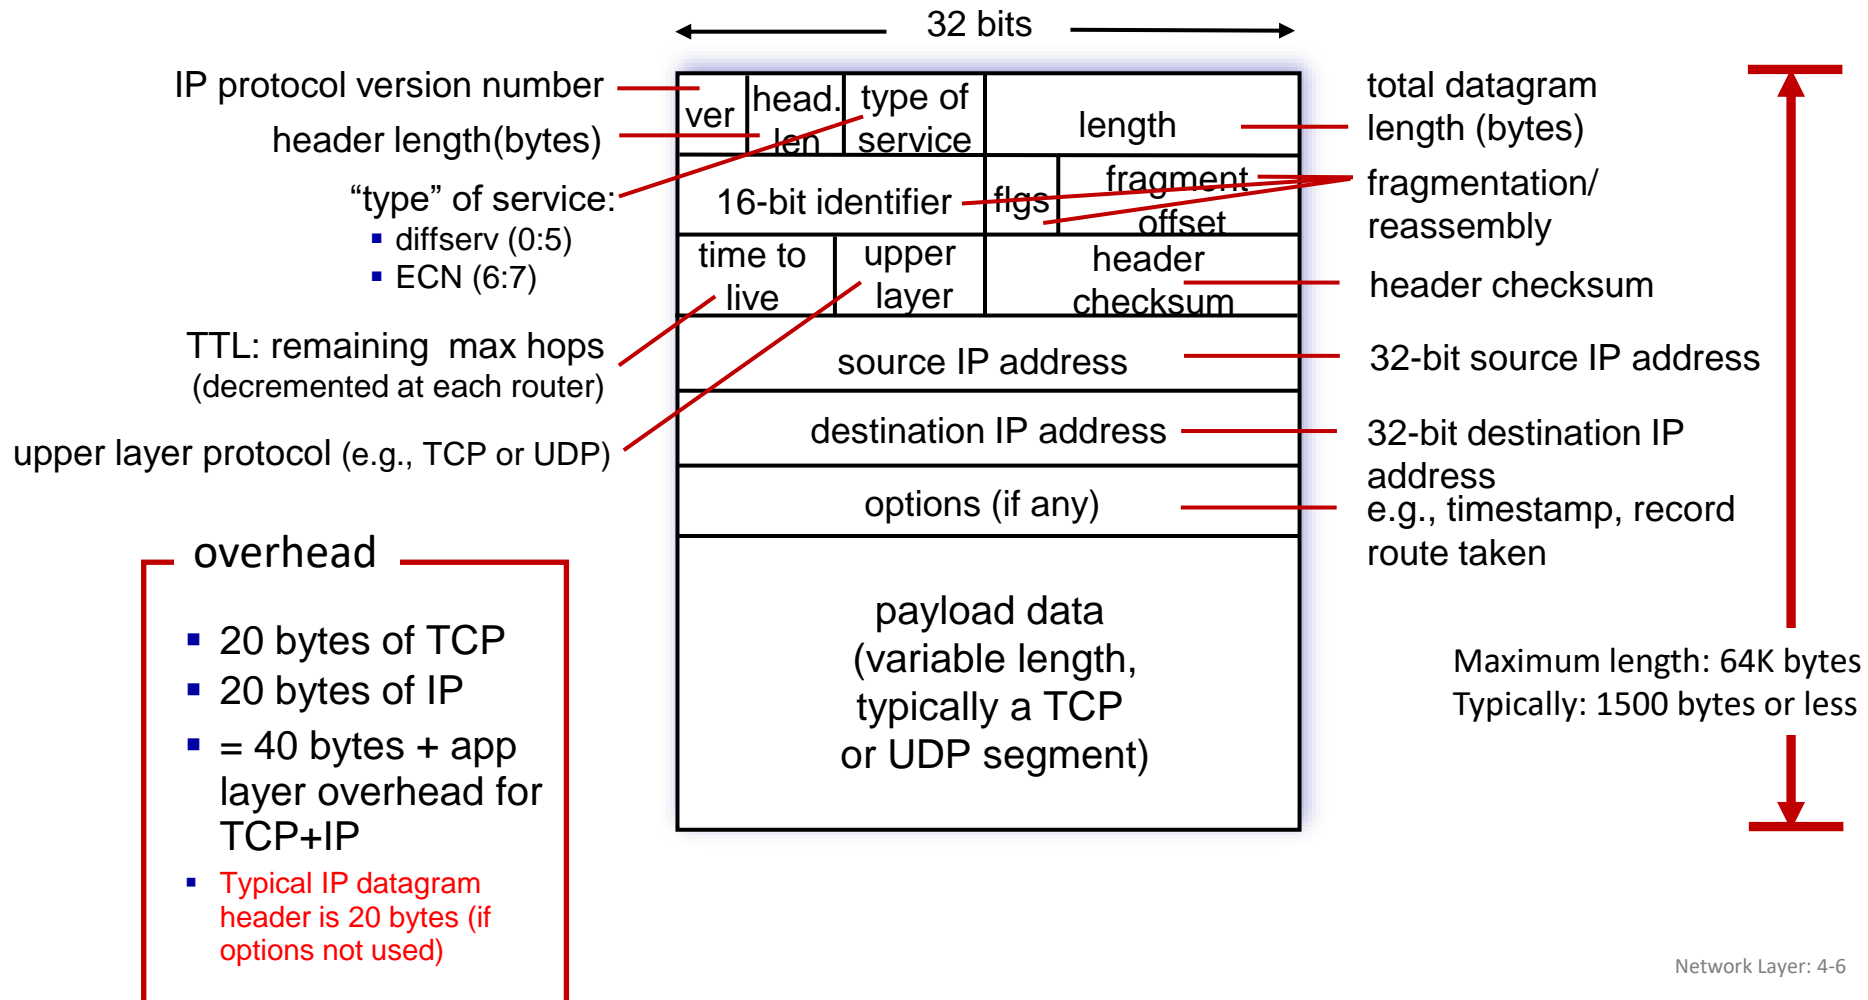 32 bits
IP protocol version number
header length(bytes)
“type” of service:
▪ diffserv (0:5)
▪ ECN (6:7)
TTL: remaining max hops
(decremented at each router)
upper layer protocol (e.g., TCP or UDP)
ver
head.
len
type of
service
length
16-bit identifier
flgs
fragment
offset
time to
live
upper
layer
header
checksum
source IP address
destination IP address
options (if any)
payload data
(variable length,
typically a TCP
or UDP segment)
total datagram
length (bytes)
fragmentation/
reassembly
header checksum
32-bit source IP address
32-bit destination IP
address
e.g., timestamp, record
route taken
Maximum length: 64K bytes
Typically: 1500 bytes or less
overhead
▪ 20 bytes of TCP
▪ 20 bytes of IP
▪ = 40 bytes + app
layer overhead for
TCP+IP
▪ Typical IP datagram
header is 20 bytes (if
options not used)
Network Layer: 4-6